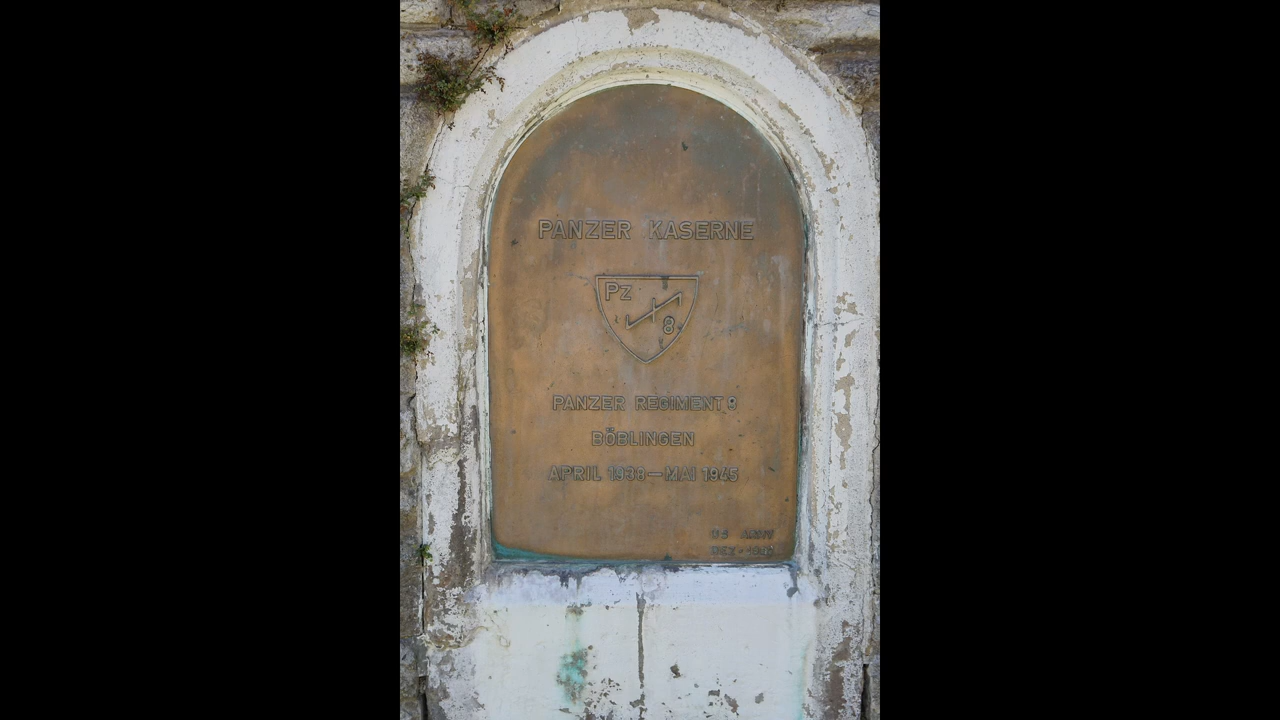 PANZER KASERNE
Pz
8
PANZER REGIMENT 8
BÖBLINGEN
APRIL 1938—MAI 1945